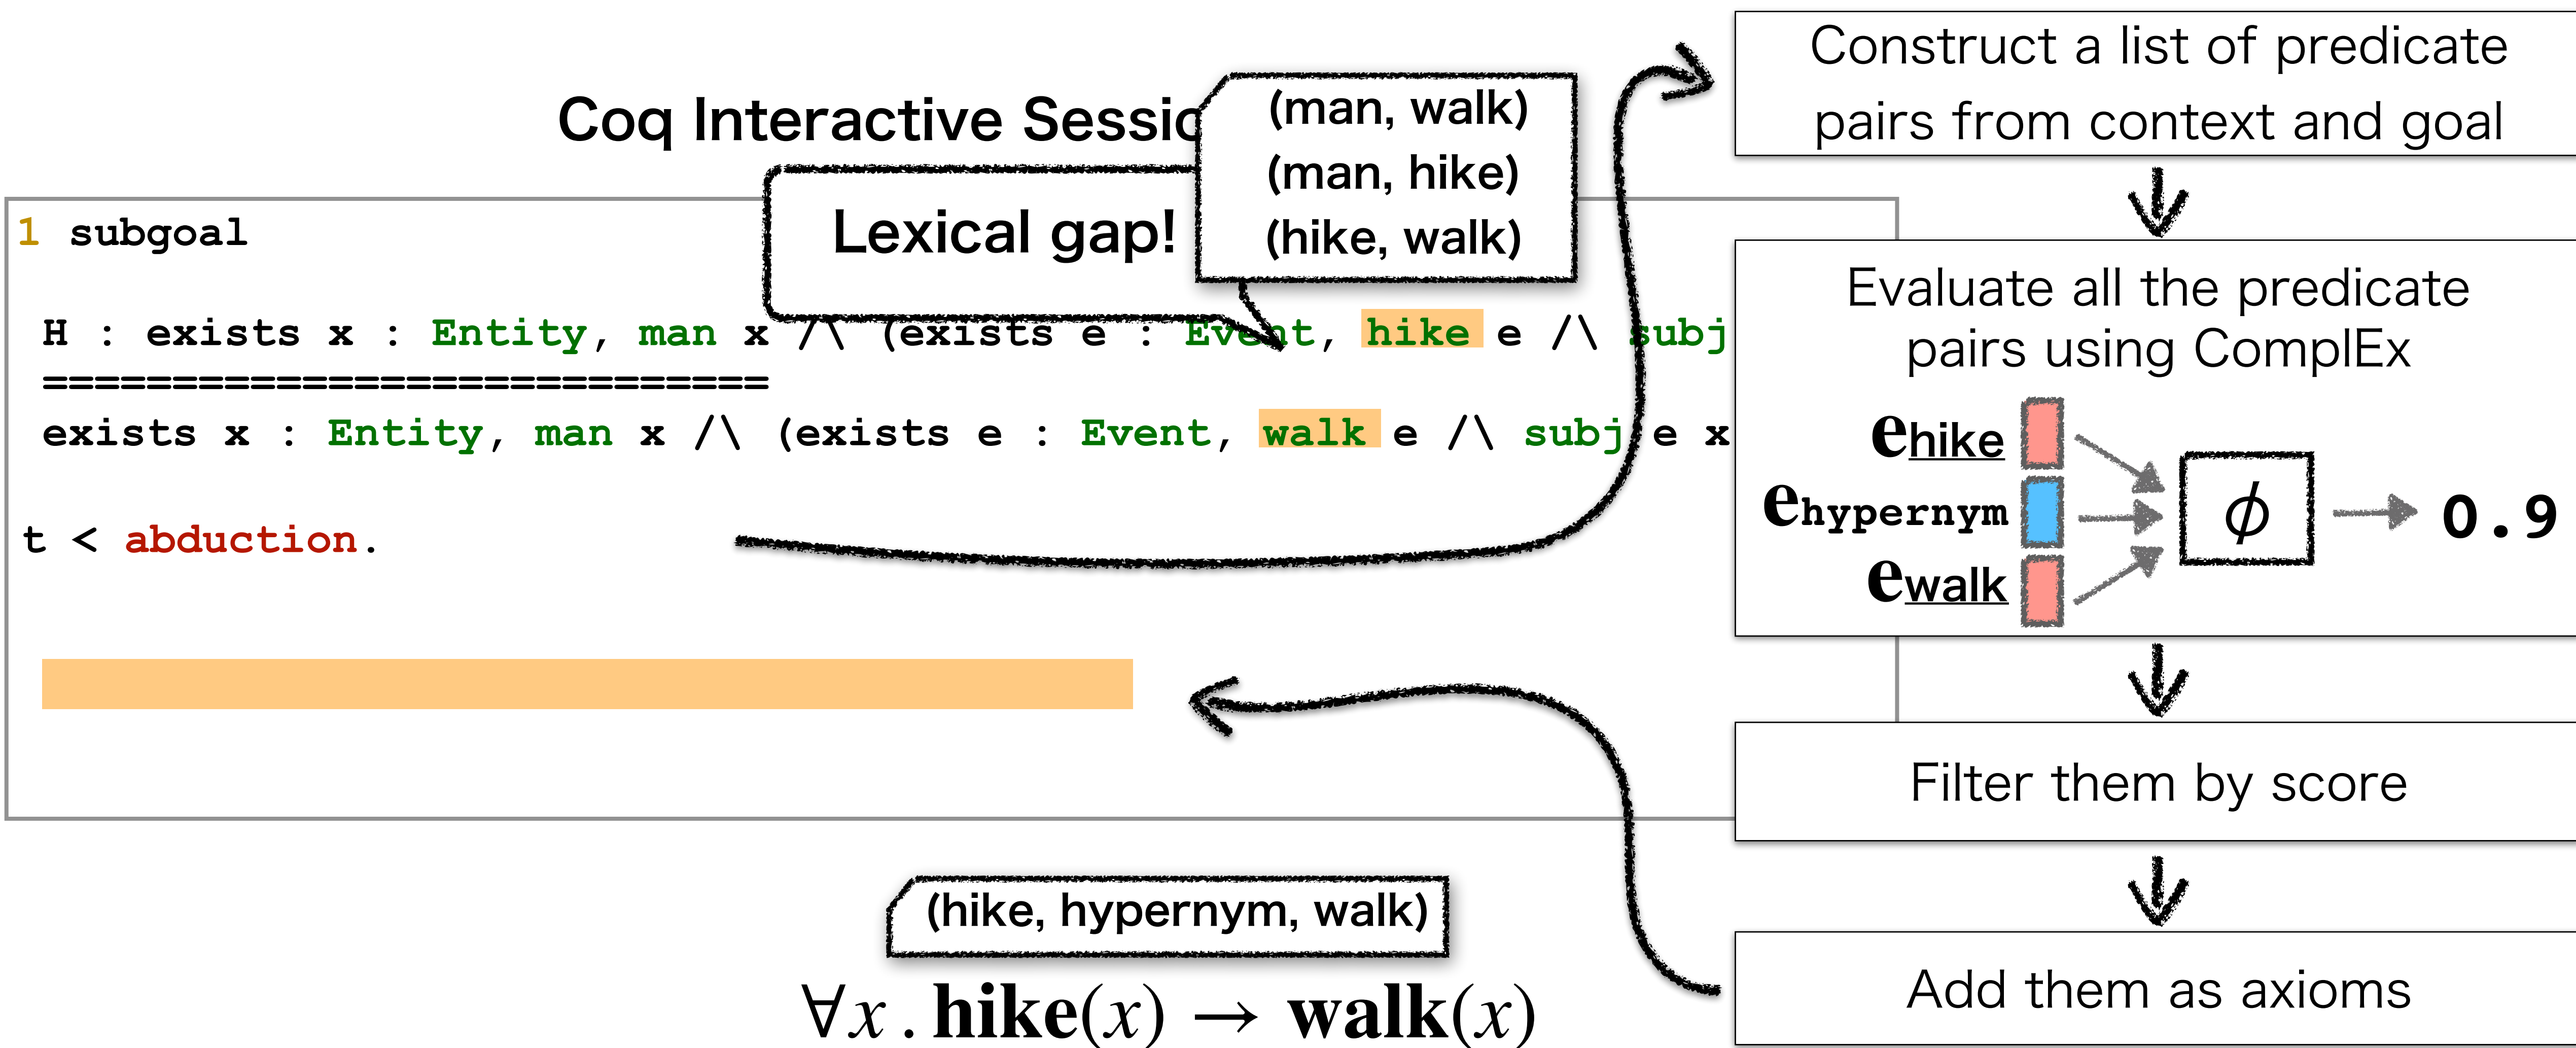 Coq Interactive Sessio
Lexical gap!
(man, walk)
(man, hike)
(hike, walk)
1 subgoal
H : exists x : Entity, man x /\ (exists e : Event, hike e /\ subj
============================
exists x : Entity, man x /\ (exists e : Event, walk e /\ subj e x
t < abduction.
(hike, hypernym, walk)
∀x . hike(x) → walk(x)
Construct a list of predicate
pairs from context and goal
Evaluate all the predicate
pairs using ComplEx
ehike
ehypernym
ewalk
ϕ
0.9
Filter them by score
Add them as axioms